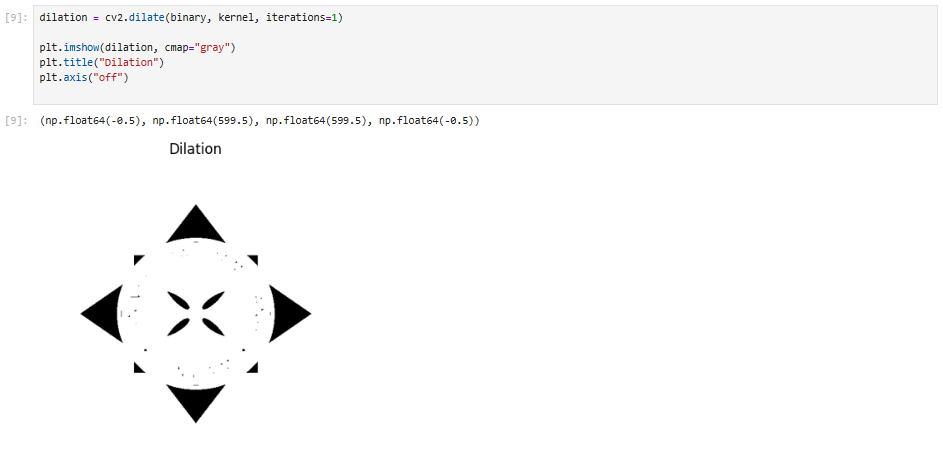 [9]: dilation = cv2.dilate(binary, kernel, iterations=1)
plt.imshow(dilation, cmap="gray")
plt.title("Dilation")
plt.axis("off")
[9]: (np.float64(-0.5), np.float64(599.5), np.float64(599.5), np.float64(-0.5))
Dilation